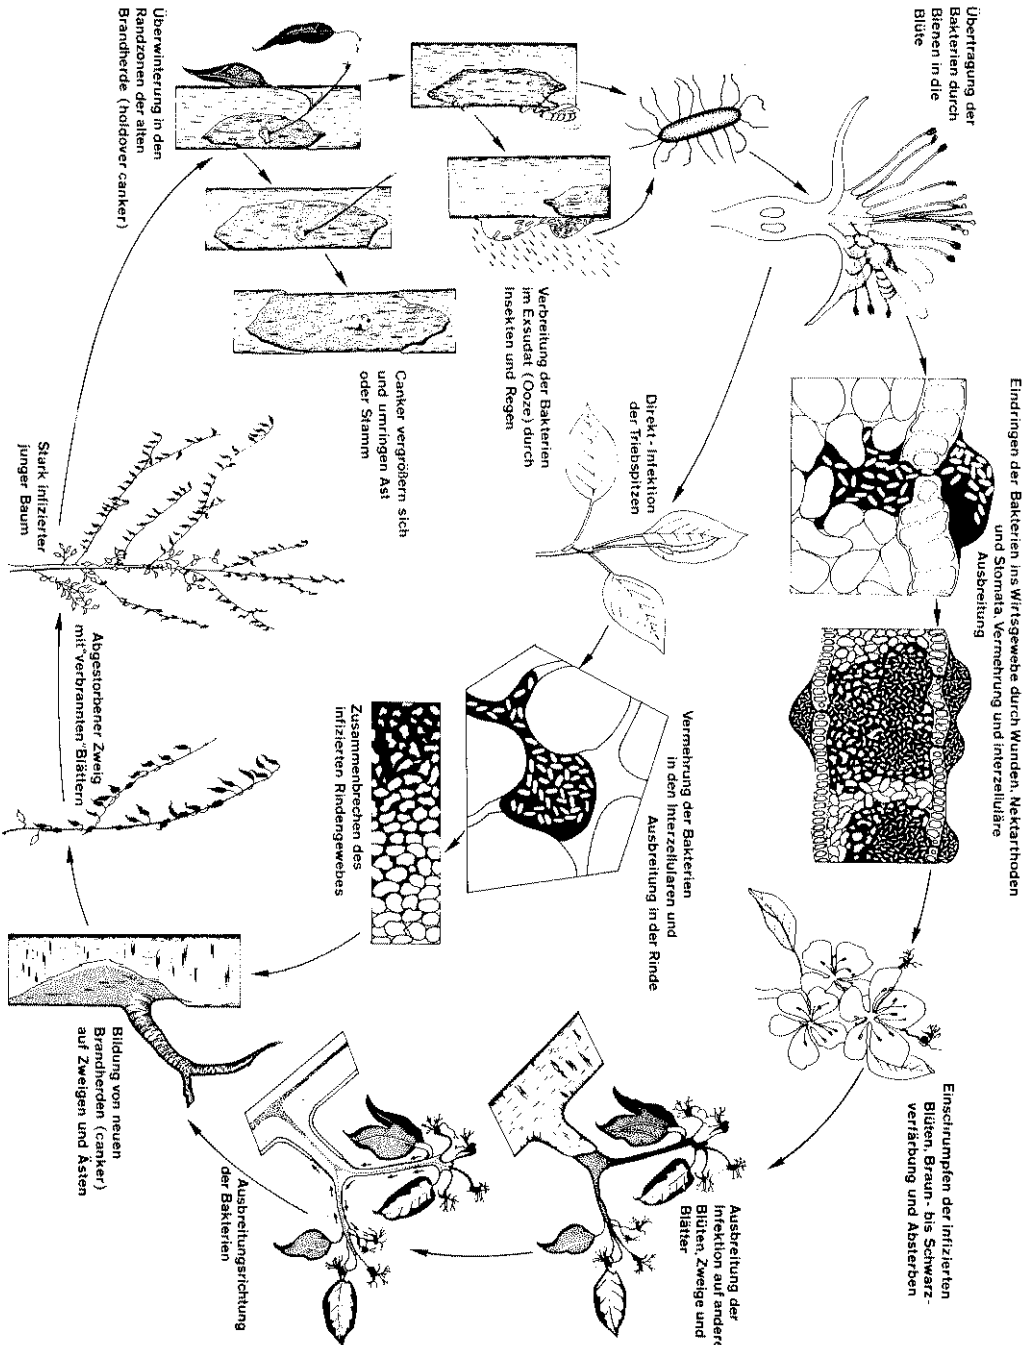 Übertragung der
Bakterien durch
Bienen in die
Blüte
Eindringen der Bakterien ins Wirtsgewebe durch Wunden, Nektarthoden
und Stomata, Vermehrung und interzelluläre
Ausbreitung
Einschrumpfen der infizierten
Blüten, Braun- bis Schwarz-
verfärbung und Absterben
Ausbreitung der
Infektion auf andere
Blüten, Zweige und
Blätter
Ausbreitungsrichtung
der Bakterien
Bildung von neuen
Brandherden (canker)
auf Zweigen und Ästen
Abgestorbener Zweig
mit "verbrannten" Blättern
Stark infizierter
junger Baum
Überwinterung in den
Randzonen der alten
Brandherde (holdover canker)
Canker vergrößern sich
und umringen Ast
oder Stamm
Verbreitung der Bakterien
im Exsudat (Ooze) durch
Insekten und Regen
Direkt-Infektion
der Triebspitzen
Vermehrung der Bakterien
in den Interzellularen und
Ausbreitung in der Rinde
Zusammenbrechen des
infizierten Rindengewebes